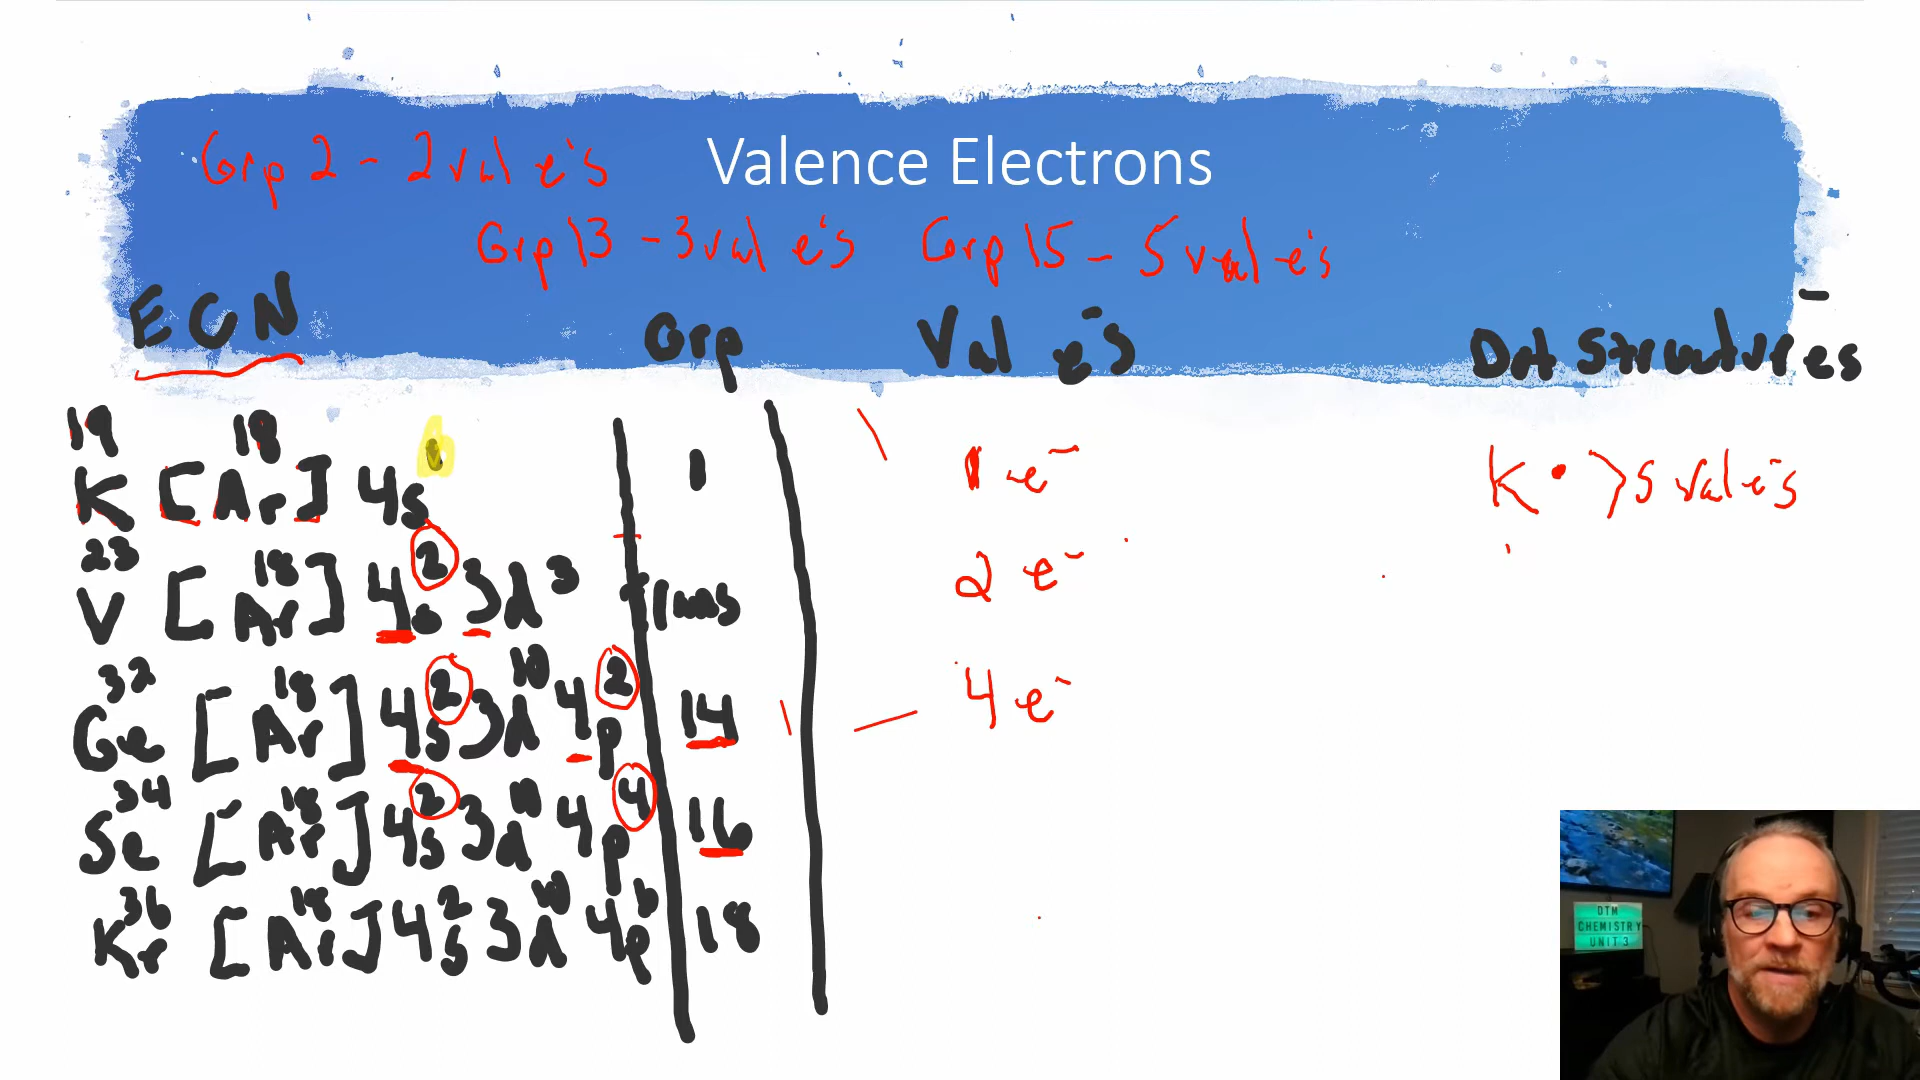 Grp 2 - 2 val e's Valence Electrons
Grp 13 - 3 val e's Grp 15 - 5 val e's
ECN Grp Val e⁻s Dot Structures
19 18
K [Ar] 4s 1 1 e⁻ K • > 5 val e⁻s
23 18 2 3
V [Ar] 4s 3d 2 e⁻
32 18 2 10 2
Ge [Ar] 4s 3d 4p 14 4 e⁻
34 18 2 10 4
Se [Ar] 4s 3d 4p 16
36 18 2 10 6
Kr [Ar] 4s 3d 4p 18
DTM
CHEMISTRY
UNIT 3